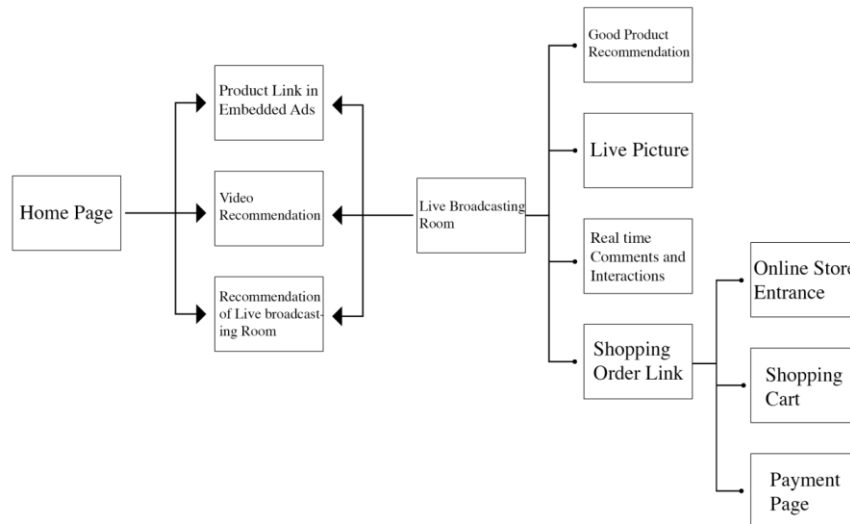 Home Page
Product Link in
Embedded Ads
Video
Recommendation
Recommendation
of Live broadcast-
ing Room
Live Broadcasting
Room
Good Product
Recommendation
Live Picture
Real time
Comments and
Interactions
Shopping
Order Link
Online Store
Entrance
Shopping
Cart
Payment
Page